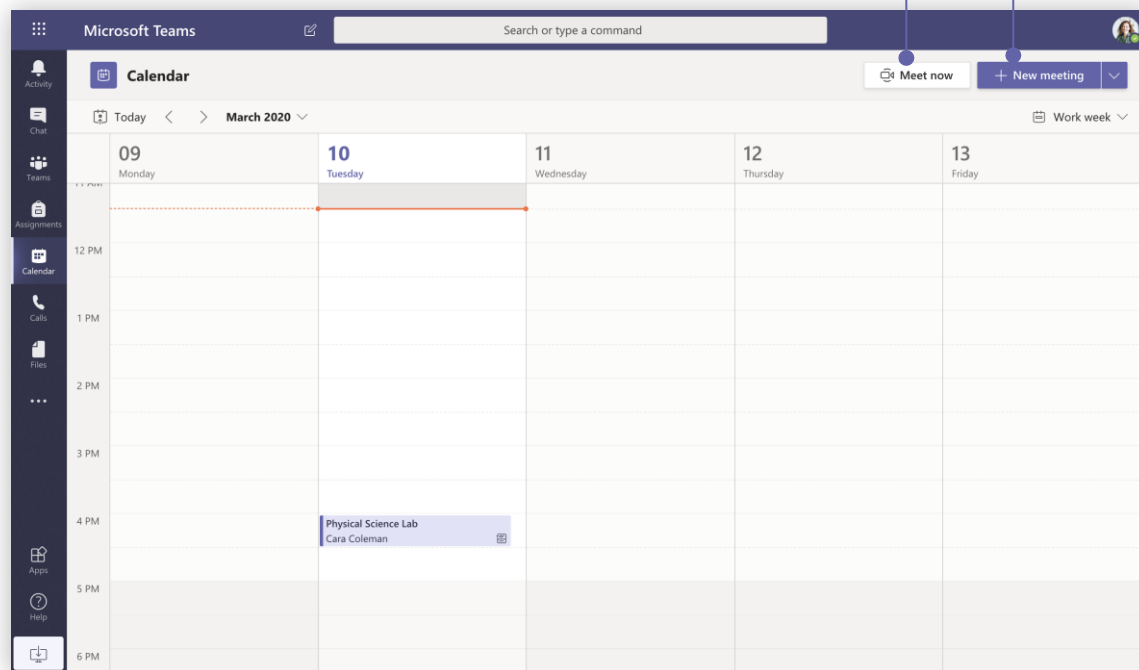 Microsoft Teams
Search or type a command
Activity
Chat
Teams
Assignments
Calendar
Calls
Files
Apps
Help
Calendar
Meet now
New meeting
Today
March 2020
Work week
09
Monday
10
Tuesday
11
Wednesday
12
Thursday
13
Friday
11 AM
12 PM
1 PM
2 PM
3 PM
4 PM
Physical Science Lab
Cara Coleman
5 PM
6 PM